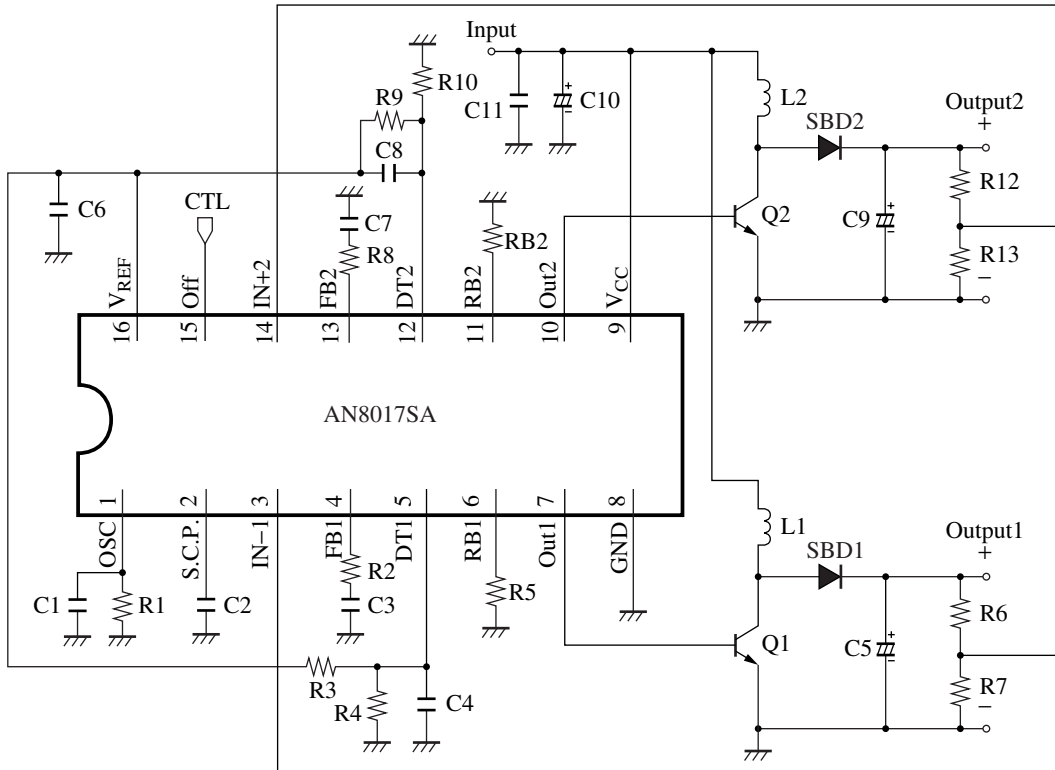 Input
R10
R9
C11
C10
L2
Output2
+
SBD2
C8
CTL
C6
C7
R8
RB2
Q2
C9
R12
R13
−
VREF
Off
IN+2
FB2
DT2
RB2
Out2
VCC
16
15
14
13
12
11
10
9
AN8017SA
1
2
3
4
5
6
7
8
OSC
S.C.P.
IN−1
FB1
DT1
RB1
Out1
GND
L1
Output1
+
SBD1
C1
R1
C2
R2
C3
R5
Q1
C5
R6
R7
−
R3
R4
C4